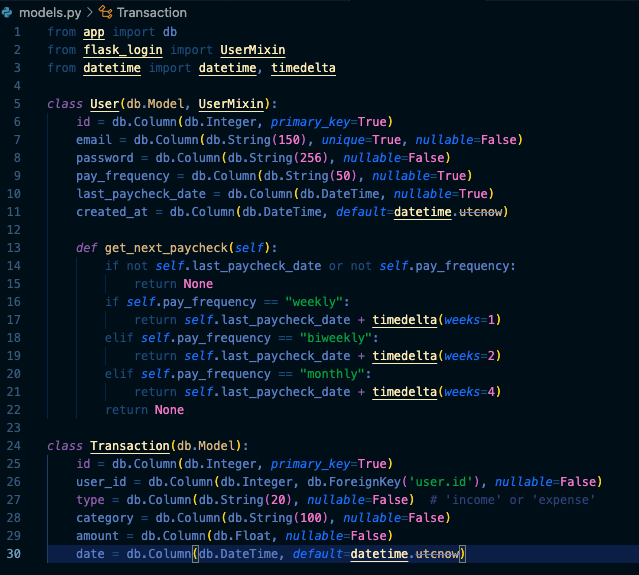 models.py > Transaction
1 from app import db
2 from flask_login import UserMixin
3 from datetime import datetime, timedelta
4
5 class User(db.Model, UserMixin):
6     id = db.Column(db.Integer, primary_key=True)
7     email = db.Column(db.String(150), unique=True, nullable=False)
8     password = db.Column(db.String(256), nullable=False)
9     pay_frequency = db.Column(db.String(50), nullable=True)
10     last_paycheck_date = db.Column(db.DateTime, nullable=True)
11     created_at = db.Column(db.DateTime, default=datetime.utcnow)
12
13     def get_next_paycheck(self):
14         if not self.last_paycheck_date or not self.pay_frequency:
15             return None
16         if self.pay_frequency == "weekly":
17             return self.last_paycheck_date + timedelta(weeks=1)
18         elif self.pay_frequency == "biweekly":
19             return self.last_paycheck_date + timedelta(weeks=2)
20         elif self.pay_frequency == "monthly":
21             return self.last_paycheck_date + timedelta(weeks=4)
22         return None
23
24 class Transaction(db.Model):
25     id = db.Column(db.Integer, primary_key=True)
26     user_id = db.Column(db.Integer, db.ForeignKey('user.id'), nullable=False)
27     type = db.Column(db.String(20), nullable=False)  # 'income' or 'expense'
28     category = db.Column(db.String(100), nullable=False)
29     amount = db.Column(db.Float, nullable=False)
30     date = db.Column(db.DateTime, default=datetime.utcnow)